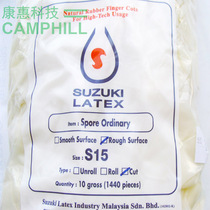 康惠科技
CAMPHILL
Natural Rubber Finger Cots
For High-Tech Usage
SUZUKI
LATEX
Item : Spore Ordinary
Smooth Surface Rough Surface
Size : S15
Type : Unroll Roll Cut
Quantity : 10 gross (1440 pieces)
Suzuki Latex Industry Malaysia Sdn. Bhd.